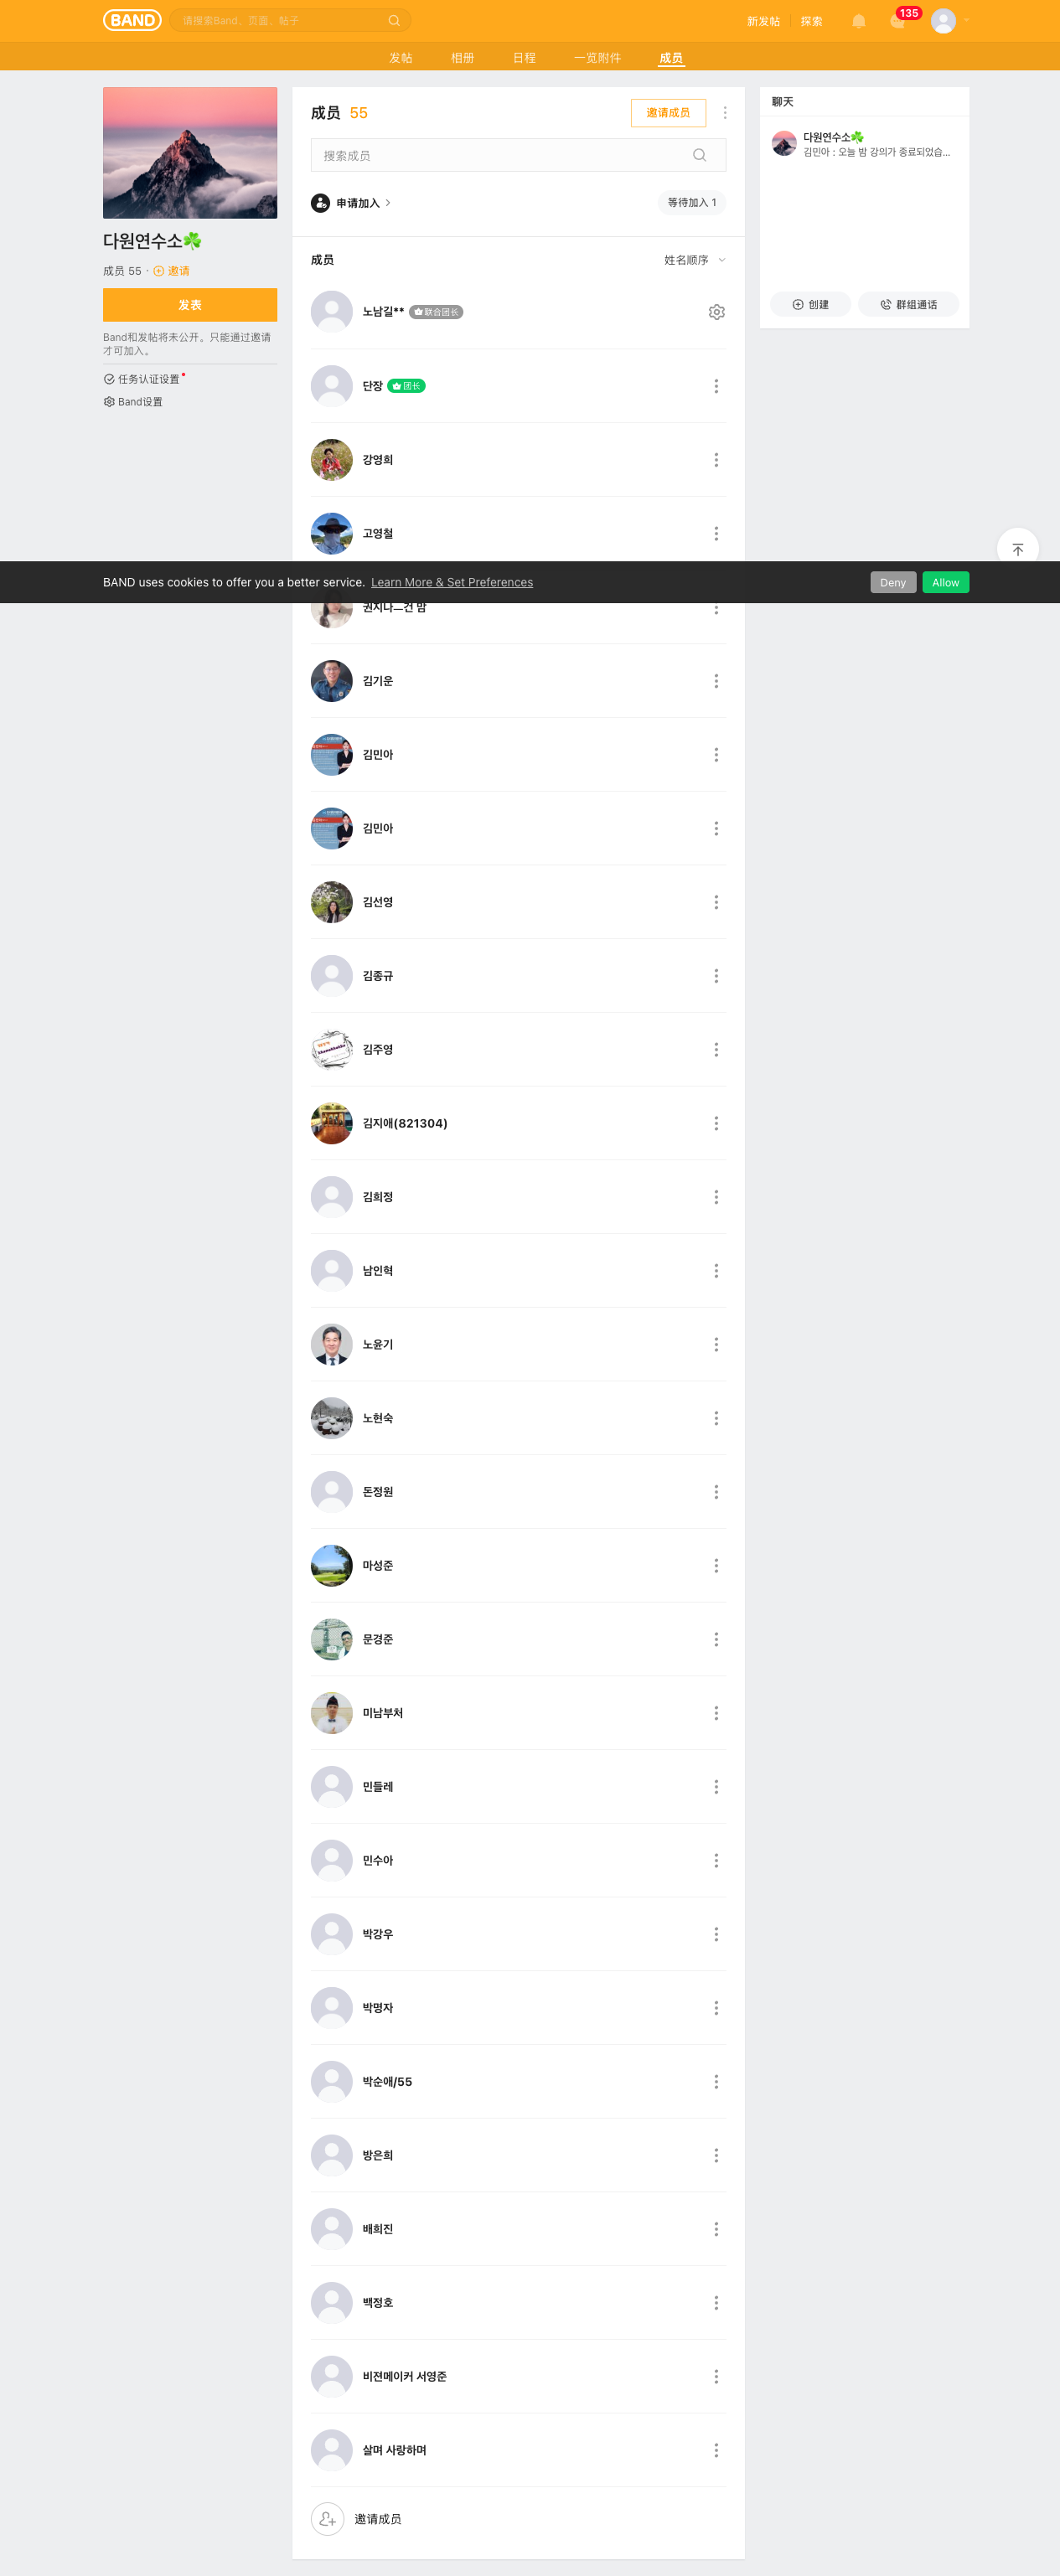 BAND
请搜索Band、页面、帖子
新发帖
探索
135
发帖
相册
日程
一览附件
成员
다원연수소☘️
成员 55 · 邀请
发表
Band和发帖将未公开。只能通过邀请
才可加入。
任务认证设置
Band设置
成员 55
邀请成员
搜索成员
申请加入
等待加入 1
成员
姓名顺序
노남길** 联合团长
단장 团长
강영희
고영철
BAND uses cookies to offer you a better service. Learn More & Set Preferences
Deny
Allow
권지나ㅡ건 맘
김기운
김민아
김민아
김선영
김종규
김주영
김지애(821304)
김희정
남인혁
노윤기
노현숙
돈정원
마성준
문경준
미남부처
민들레
민수아
박강우
박명자
박순애/55
방은희
배희진
백정호
비젼메이커 서영준
살며 사랑하며
邀请成员
聊天
다원연수소☘️
김민아 : 오늘 밤 강의가 종료되었습...
创建
群组通话